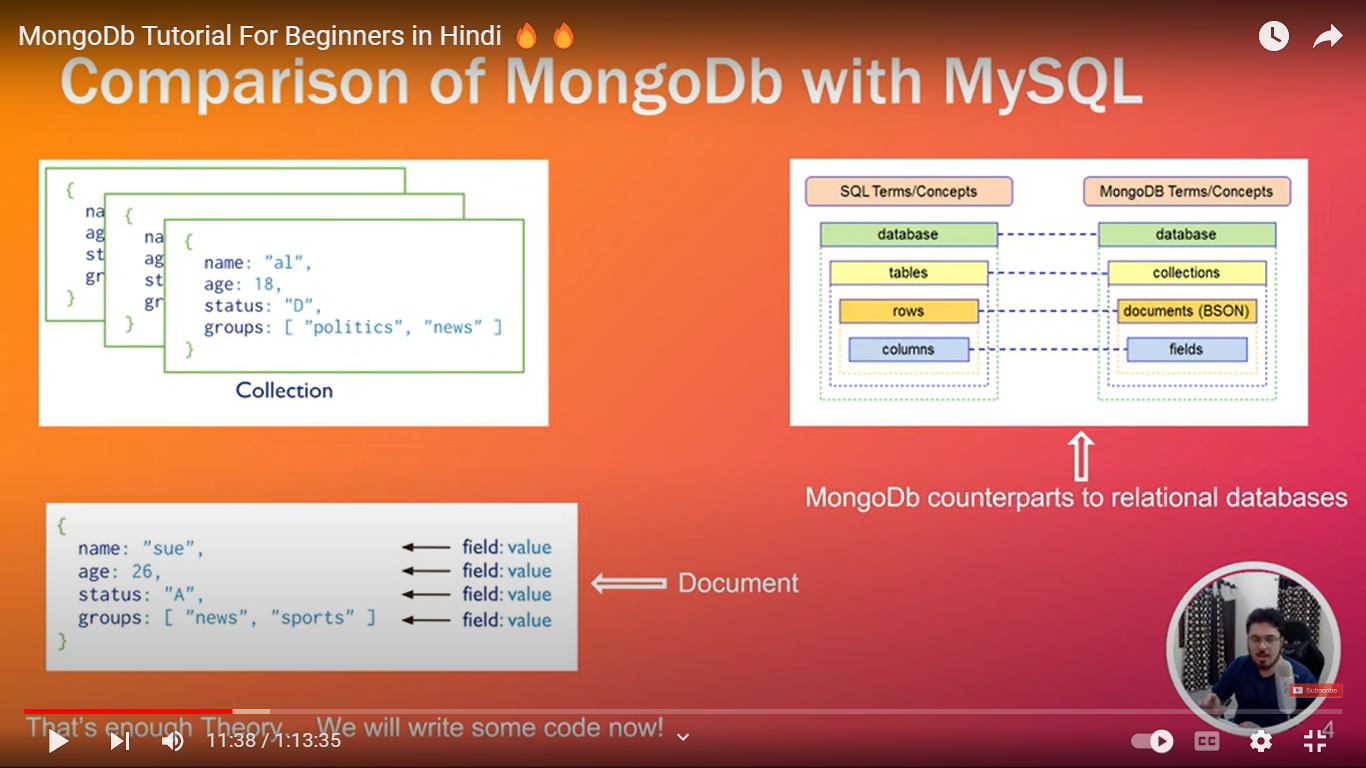 MongoDb Tutorial For Beginners in Hindi 🔥 🔥
Comparison of MongoDb with MySQL
{
na
ag
st
gr
}
{
na
ag
st
gr
}
{
name: "al",
age: 18,
status: "D",
groups: [ "politics", "news" ]
}
Collection
SQL Terms/Concepts
MongoDB Terms/Concepts
database
database
tables
collections
rows
documents (BSON)
columns
fields
MongoDb counterparts to relational databases
{
name: "sue",
age: 26,
status: "A",
groups: [ "news", "sports" ]
}
field: value
field: value
field: value
field: value
Document
Subscribe
That's enough Theory... We will write some code now!
4
11:38 / 1:13:35
CC